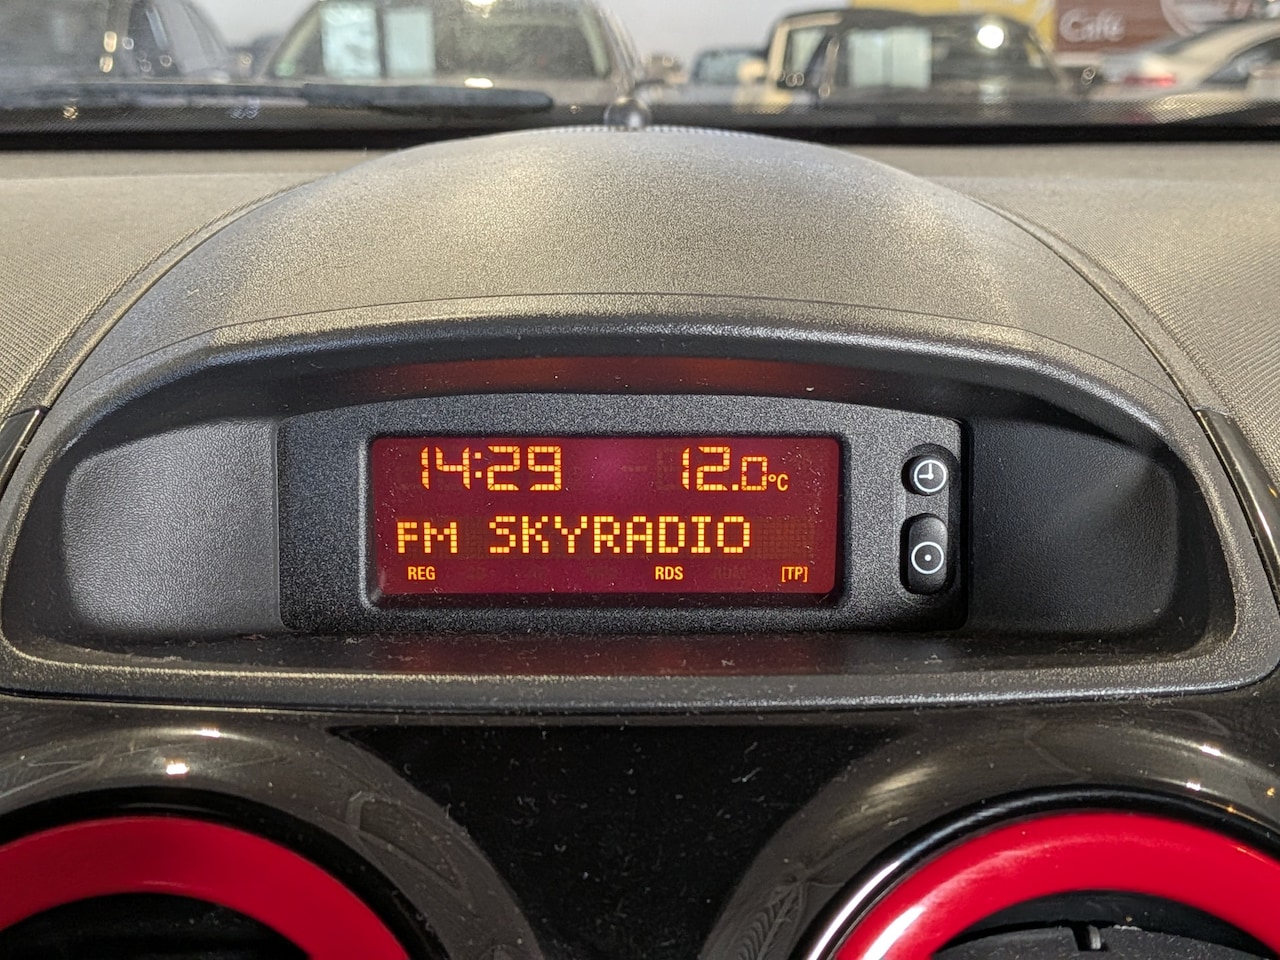 Café
14:29 12.0°C
FM SKYRADIO
REG RDS [TP]